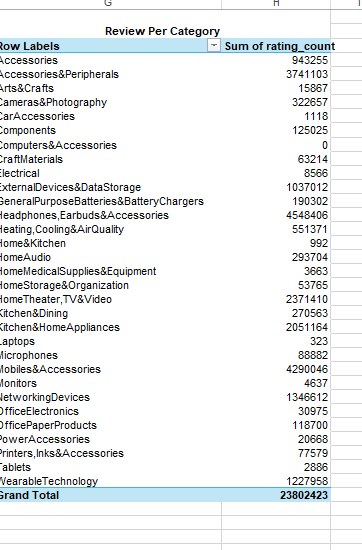 G H
Review Per Category
Row Labels Sum of rating_count
Accessories 943255
Accessories&Peripherals 3741103
Arts&Crafts 15867
Cameras&Photography 322657
CarAccessories 1118
Components 125025
Computers&Accessories 0
CraftMaterials 63214
Electrical 8566
ExternalDevices&DataStorage 1037012
GeneralPurposeBatteries&BatteryChargers 190302
Headphones,Earbuds&Accessories 4548406
Heating,Cooling&AirQuality 551371
Home&Kitchen 992
HomeAudio 293704
HomeMedicalSupplies&Equipment 3663
HomeStorage&Organization 53765
HomeTheater,TV&Video 2371410
Kitchen&Dining 270563
Kitchen&HomeAppliances 2051164
Laptops 323
Microphones 88882
Mobiles&Accessories 4290046
Monitors 4637
NetworkingDevices 1346612
OfficeElectronics 30975
OfficePaperProducts 118700
PowerAccessories 20668
Printers,Inks&Accessories 77579
Tablets 2886
WearableTechnology 1227958
Grand Total 23802423